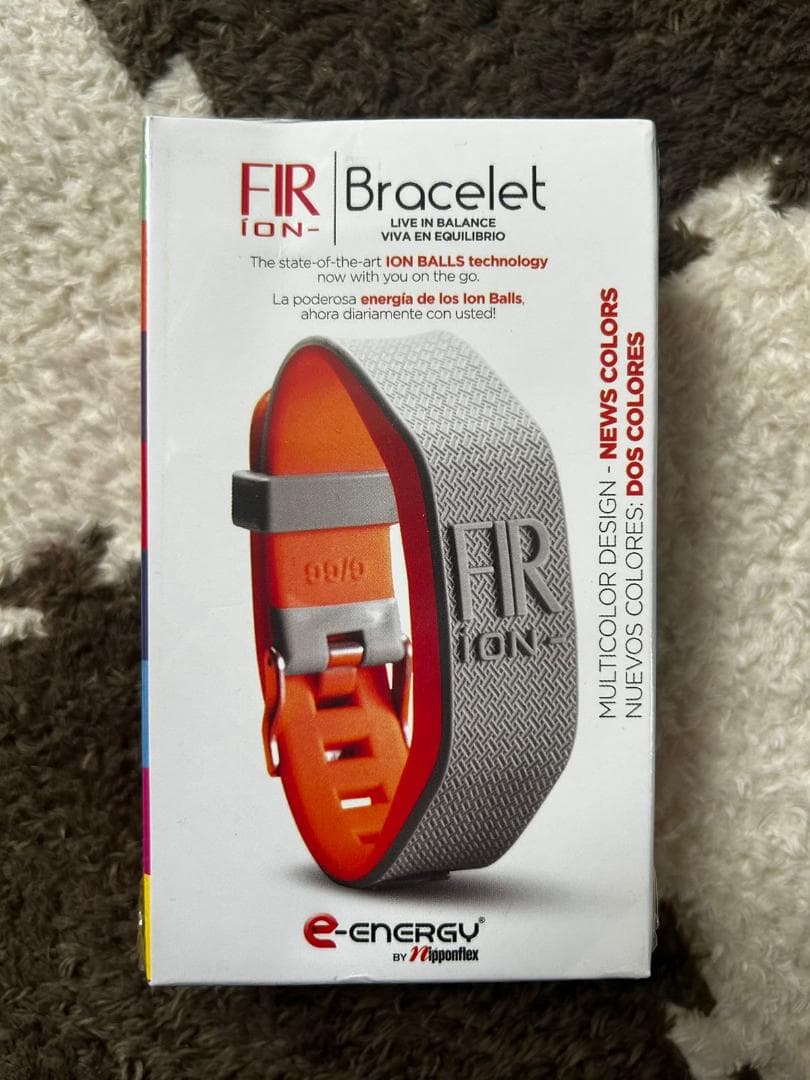 FIR
íON-
Bracelet
LIVE IN BALANCE
VIVA EN EQUILIBRIO
The state-of-the-art ION BALLS technology
now with you on the go.
La poderosa energía de los Ion Balls,
ahora diariamente con usted!
MULTICOLOR DESIGN - NEWS COLORS
NUEVOS COLORES: DOS COLORES
FIR
íON-
e-ENERGY®
BY Nipponflex